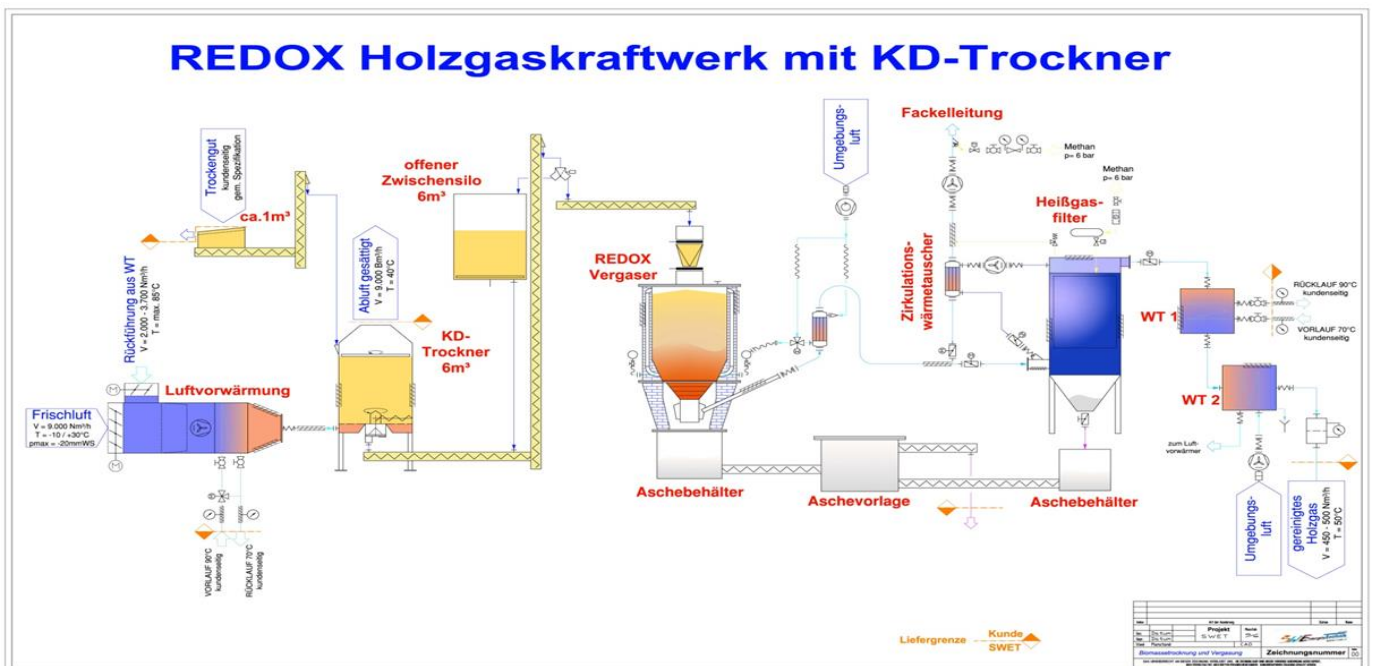 REDOX Holzgaskraftwerk mit KD-Trockner
Trockengut
kundenseitig
gem. Spezifikation
ca.1m³
offener
Zwischensilo
6m³
Umgebungs-
luft
Fackelleitung
Methan
p= 6 bar
Methan
p= 6 bar
Heißgas-
filter
Rückführung aus WT
V = 2.000 - 3.700 Nm³/h
T = max. 85°C
Abluft gesättigt
V = 9.000 Bm³/h
T = 40°C
REDOX
Vergaser
Zirkulations-
wärmetauscher
RÜCKLAUF 90°C
kundenseitig
WT 1
VORLAUF 70°C
kundenseitig
KD-
Trockner
6m³
Luftvorwärmung
M
Frischluft
V = 9.000 Nm³/h
T = -10 / +30°C
pmax = -20mmWS
M
WT 2
zum Luft-
vorwärmer
Aschebehälter
Aschevorlage
Aschebehälter
VORLAUF 90°C
kundenseitig
RÜCKLAUF 70°C
kundenseitig
Umgebungs-
luft
gereinigtes
Holzgas
V = 450 - 500 Nm³/h
T = 50°C
Liefergrenze
Kunde
SWET
Projekt
SWET
Biomassetrocknung und Vergasung
Zeichnungsnummer